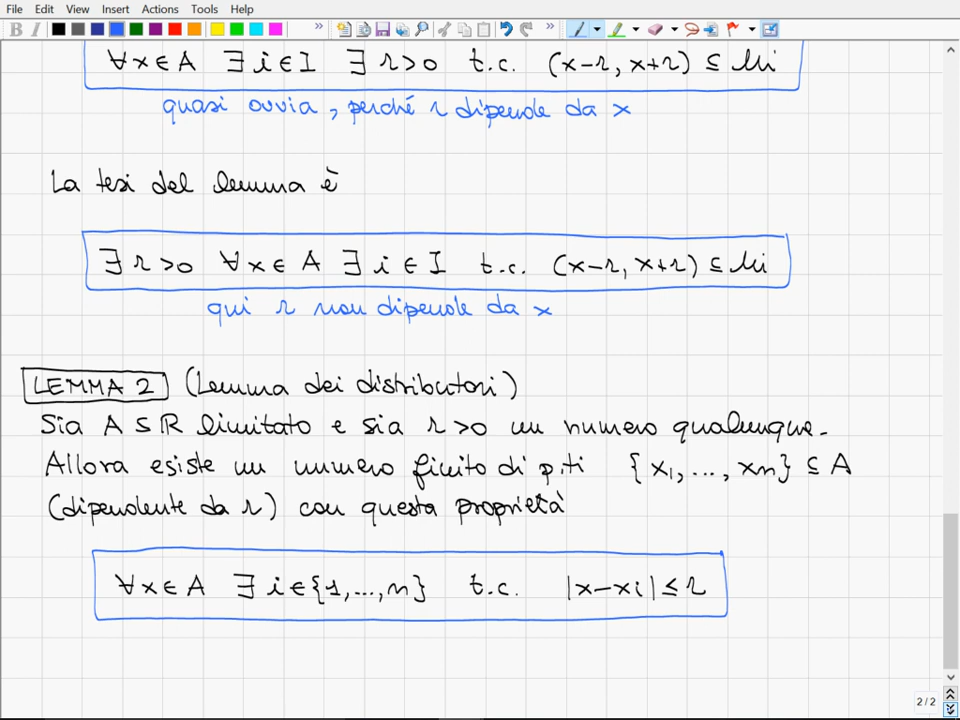 File Edit View Insert Actions Tools Help
B I
∀x∈A ∃i∈I ∃r>0 t.c. (x-r, x+r) ⊆ Ui
quasi ovvia, perché r dipende da x
La tesi del lemma è
∃r>0 ∀x∈A ∃i∈I t.c. (x-r, x+r) ⊆ Ui
qui r non dipende da x
LEMMA 2 (Lemma dei distributori)
Sia A⊆ℝ limitato e sia r>0 un numero qualunque.
Allora esiste un numero finito di p.ti {x1,...,xn} ⊆ A
(dipendente da r) con questa proprietà
∀x∈A ∃i∈{1,...,n} t.c. |x-xi|≤r
2/2